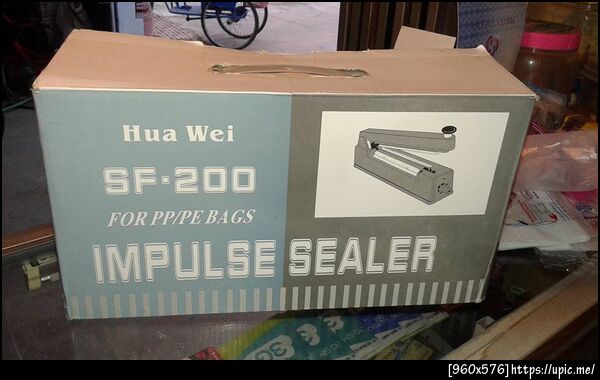 Hua Wei
SF-200
FOR PP/PE BAGS
IMPULSE SEALER
[960x576]https://upic.me/